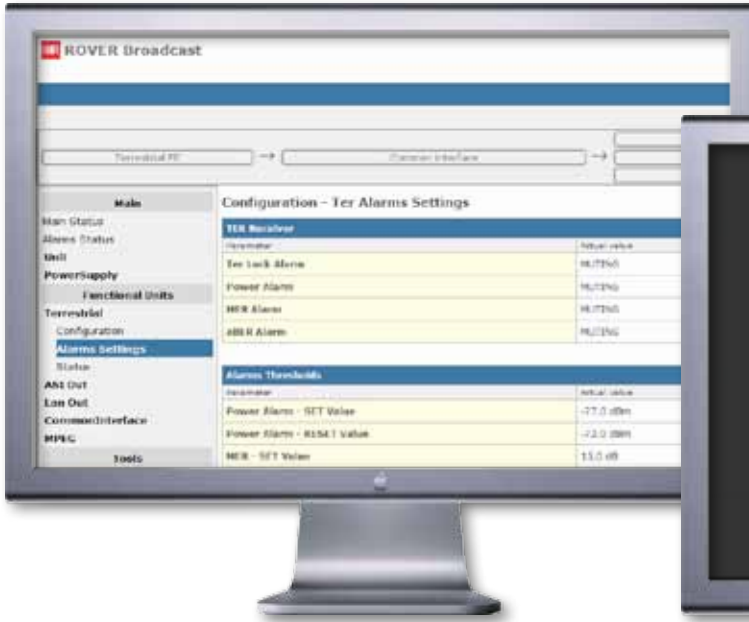 ROVER Broadcast
Terrestrial FE → Common Interface →
Main
Main Status
Alarms Status
Unit
PowerSupply
Functional Units
Terrestrial
Configuration
Alarms Settings
Status
ASI Out
Lan Out
CommonInterface
MPEG
Tools
Configuration - Ter Alarms Settings
TER Receiver
Parameter Actual value
Ter Lock Alarm MUTING
Power Alarm MUTING
MER Alarm MUTING
aBER Alarm MUTING
Alarms Thresholds
Parameter Actual value
Power Alarm - SET Value -77.0 dBm
Power Alarm - RESET Value -72.0 dBm
MER - SET Value 15.0 dB